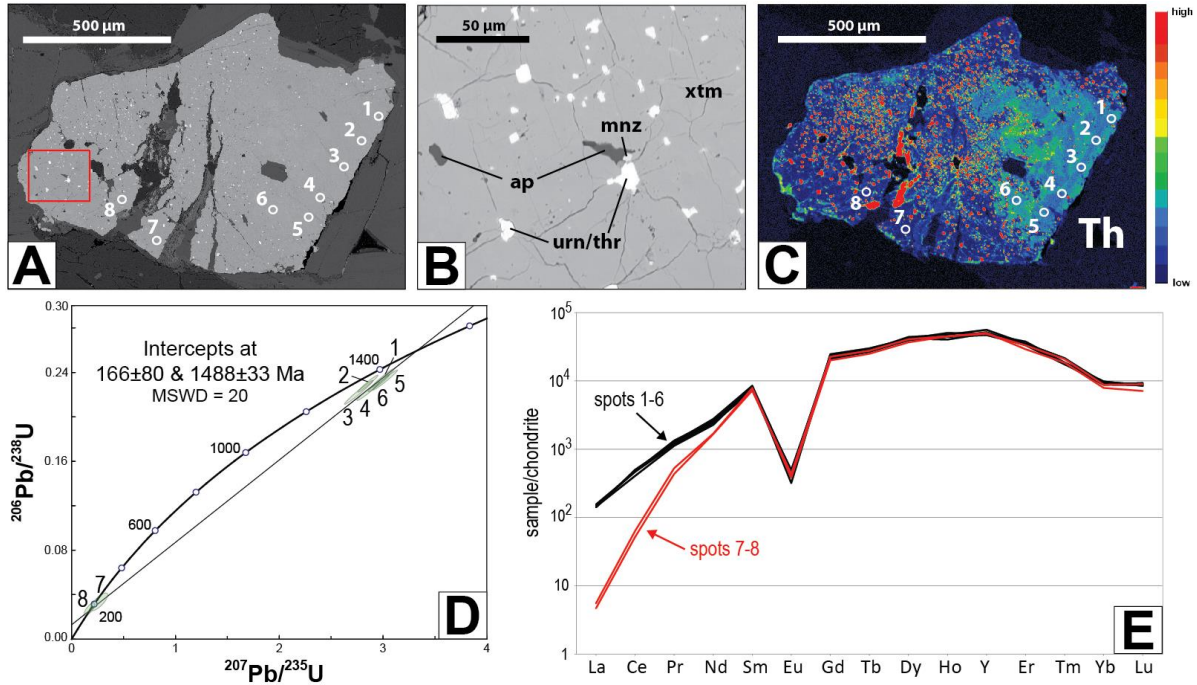 500 µm
1
2
3
4
5
6
7
8
A
50 µm
xtm
mnz
ap
urn/thr
B
500 µm
1
2
3
4
5
6
7
8
Th
C
high
low
0.30
0.24
0.16
0.08
0.00
206Pb/238U
Intercepts at
166±80 & 1488±33 Ma
MSWD = 20
1400
1000
600
200
1
2
3
4
5
6
7
8
D
0
1
2
3
4
207Pb/235U
10^5
10^4
10^3
10^2
10
1
sample/chondrite
spots 1-6
spots 7-8
E
La Ce Pr Nd Sm Eu Gd Tb Dy Ho Y Er Tm Yb Lu